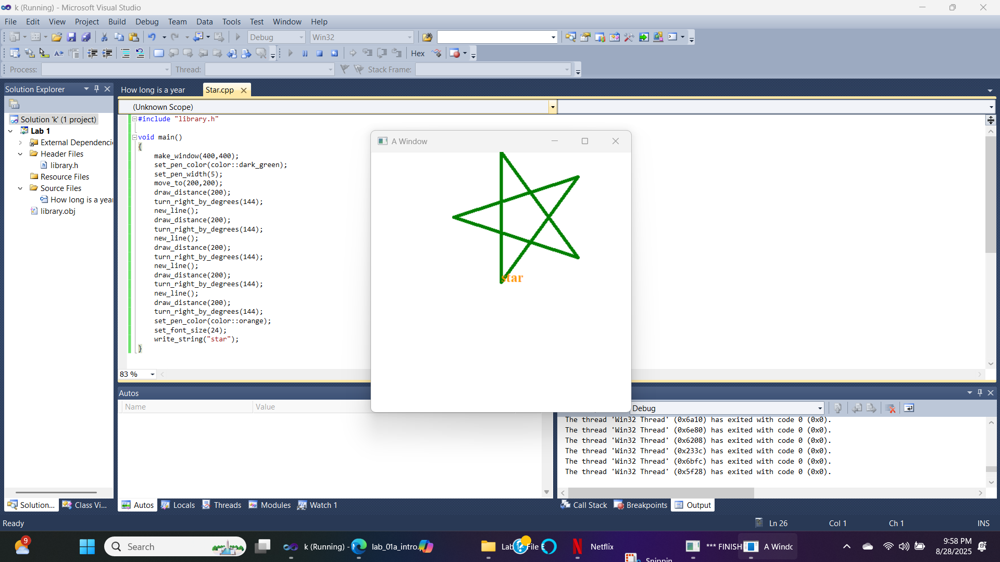 k (Running) - Microsoft Visual Studio
File Edit View Project Build Debug Team Data Tools Test Window Help
Debug Win32
Hex
Process: Thread: Stack Frame:
Solution Explorer
Solution 'k' (1 project)
Lab 1
External Dependenci
Header Files
library.h
Resource Files
Source Files
How long is a year
library.obj
How long is a year Star.cpp
(Unknown Scope)
#include "library.h"
void main()
{
make_window(400,400);
set_pen_color(color::dark_green);
set_pen_width(5);
move_to(200,200);
draw_distance(200);
turn_right_by_degrees(144);
new_line();
draw_distance(200);
turn_right_by_degrees(144);
new_line();
draw_distance(200);
turn_right_by_degrees(144);
new_line();
draw_distance(200);
turn_right_by_degrees(144);
new_line();
draw_distance(200);
turn_right_by_degrees(144);
set_pen_color(color::orange);
set_font_size(24);
write_string("star");
}
83 %
A Window
star
Autos
Name Value
Debug
The thread 'Win32 Thread' (0x6a10) has exited with code 0 (0x0).
The thread 'Win32 Thread' (0x6e80) has exited with code 0 (0x0).
The thread 'Win32 Thread' (0x6208) has exited with code 0 (0x0).
The thread 'Win32 Thread' (0x233c) has exited with code 0 (0x0).
The thread 'Win32 Thread' (0x6bfc) has exited with code 0 (0x0).
The thread 'Win32 Thread' (0x5f28) has exited with code 0 (0x0).
Solution... Class Vi... Autos Locals Threads Modules Watch 1 Call Stack Breakpoints Output
Ready Ln 26 Col 1 Ch 1 INS
9 Search k (Running) - lab_01a_intro. Lab File E Netflix Snippin *** FINISH A Windo
9:58 PM
8/28/2025